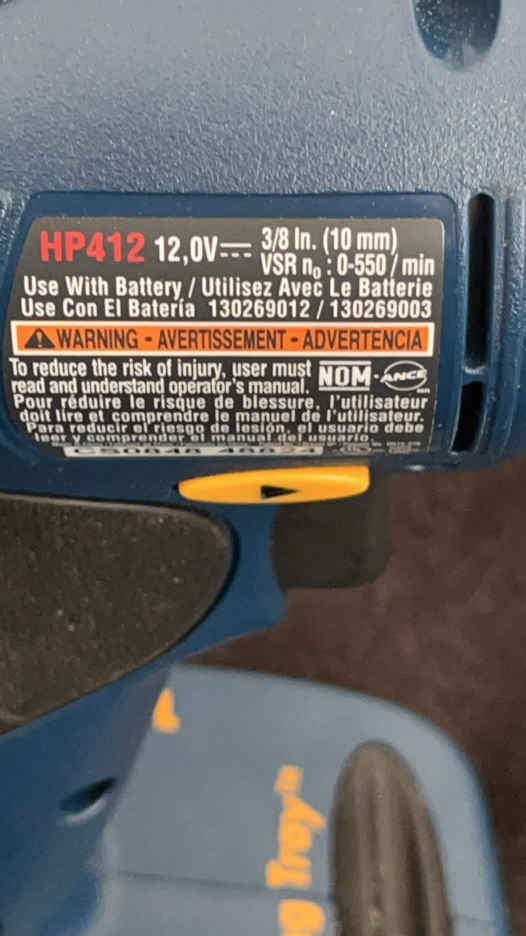 HP412 12,0V 3/8 In. (10 mm)
VSR n₀ : 0-550 / min
Use With Battery / Utilisez Avec Le Batterie
Use Con El Batería 130269012 / 130269003
WARNING - AVERTISSEMENT - ADVERTENCIA
To reduce the risk of injury, user must
read and understand operator's manual.
NOM - ANCE
Pour réduire le risque de blessure, l'utilisateur
doit lire et comprendre le manuel de l'utilisateur.
Para reducir el riesgo de lesión, el usuario debe
leer y comprender el manual del usuario.
Tray™